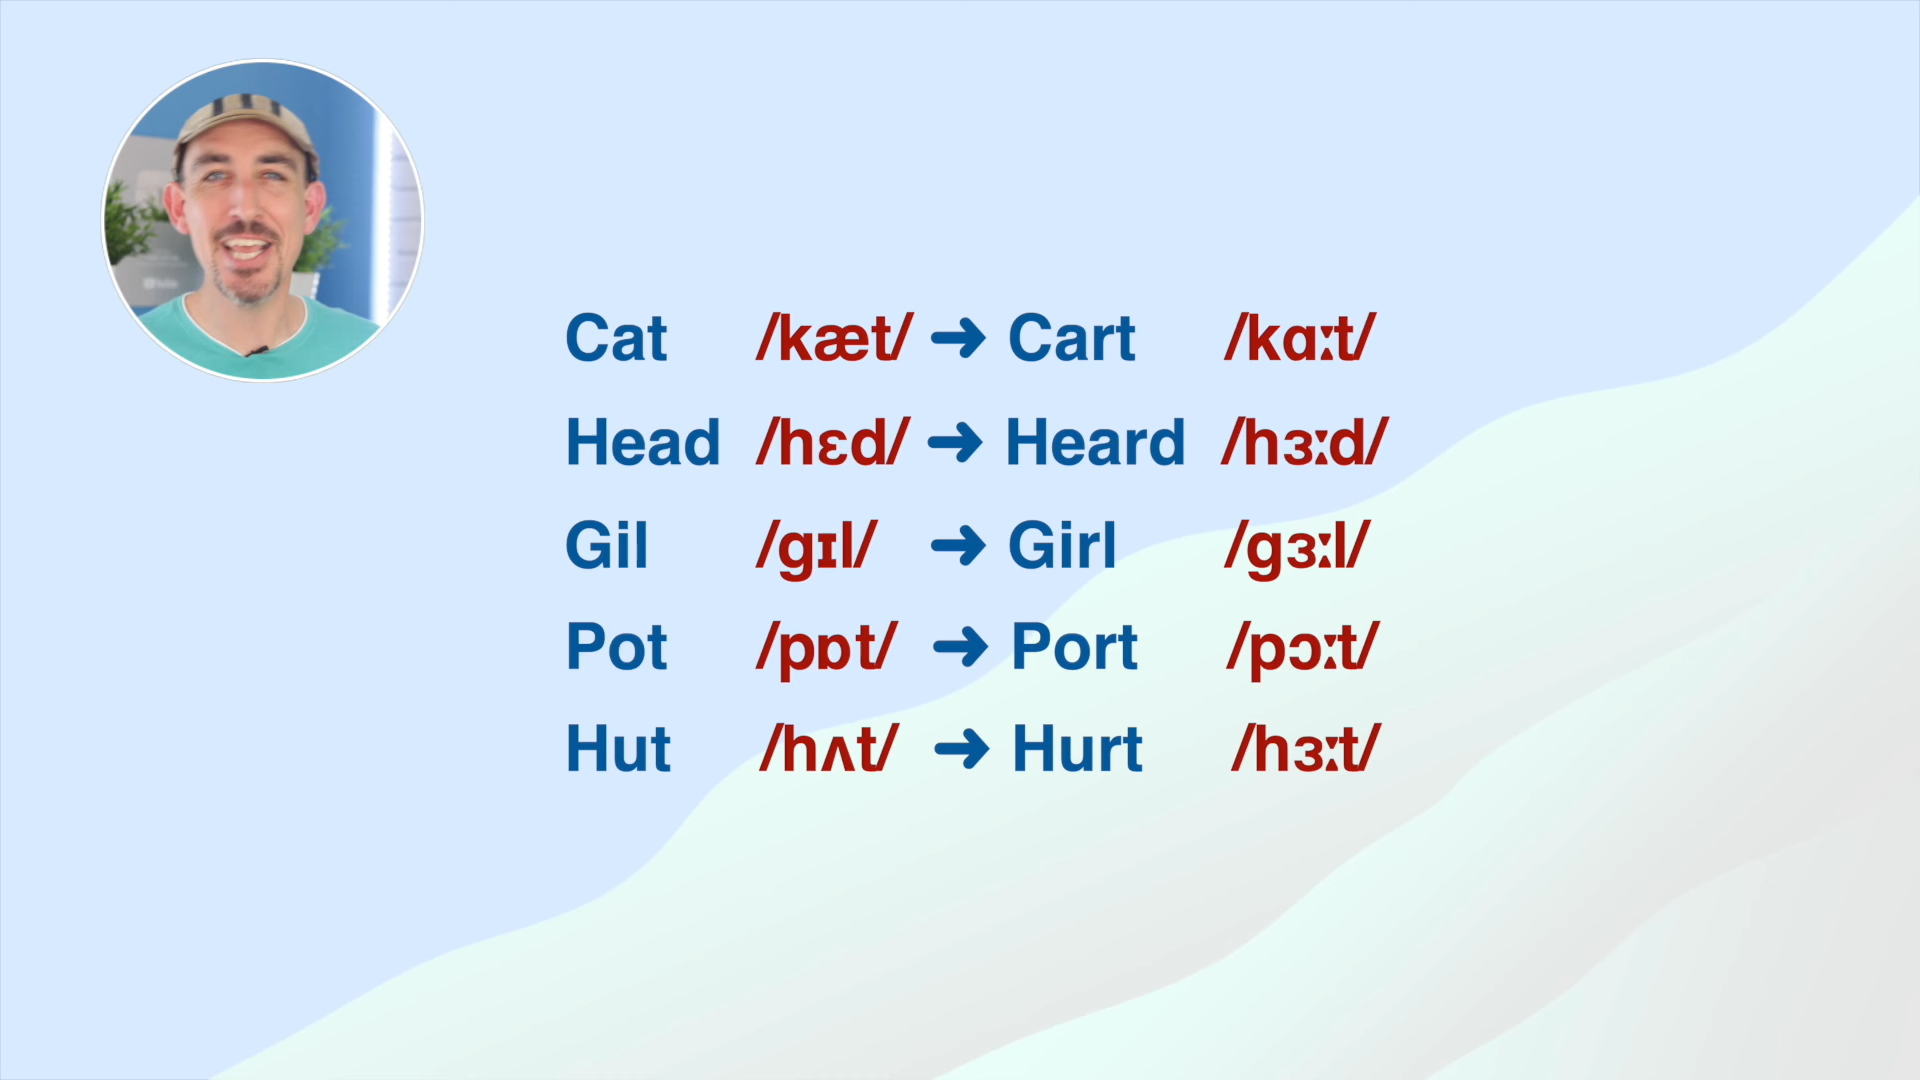 Cat /kæt/ ➜ Cart /kɑːt/
Head /hɛd/ ➜ Heard /hɜːd/
Gil /gɪl/ ➜ Girl /gɜːl/
Pot /pɒt/ ➜ Port /pɔːt/
Hut /hʌt/ ➜ Hurt /hɜːt/